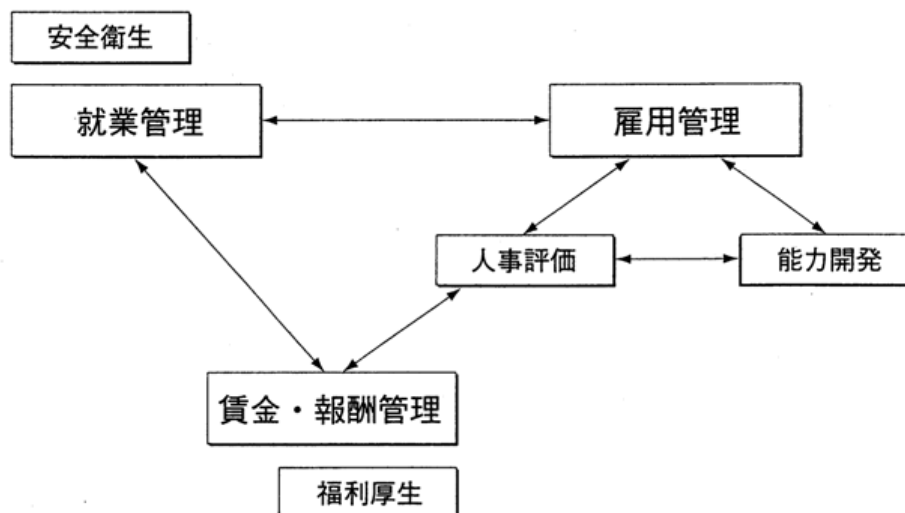 安全衛生
就業管理
雇用管理
人事評価
能力開発
賃金・報酬管理
福利厚生